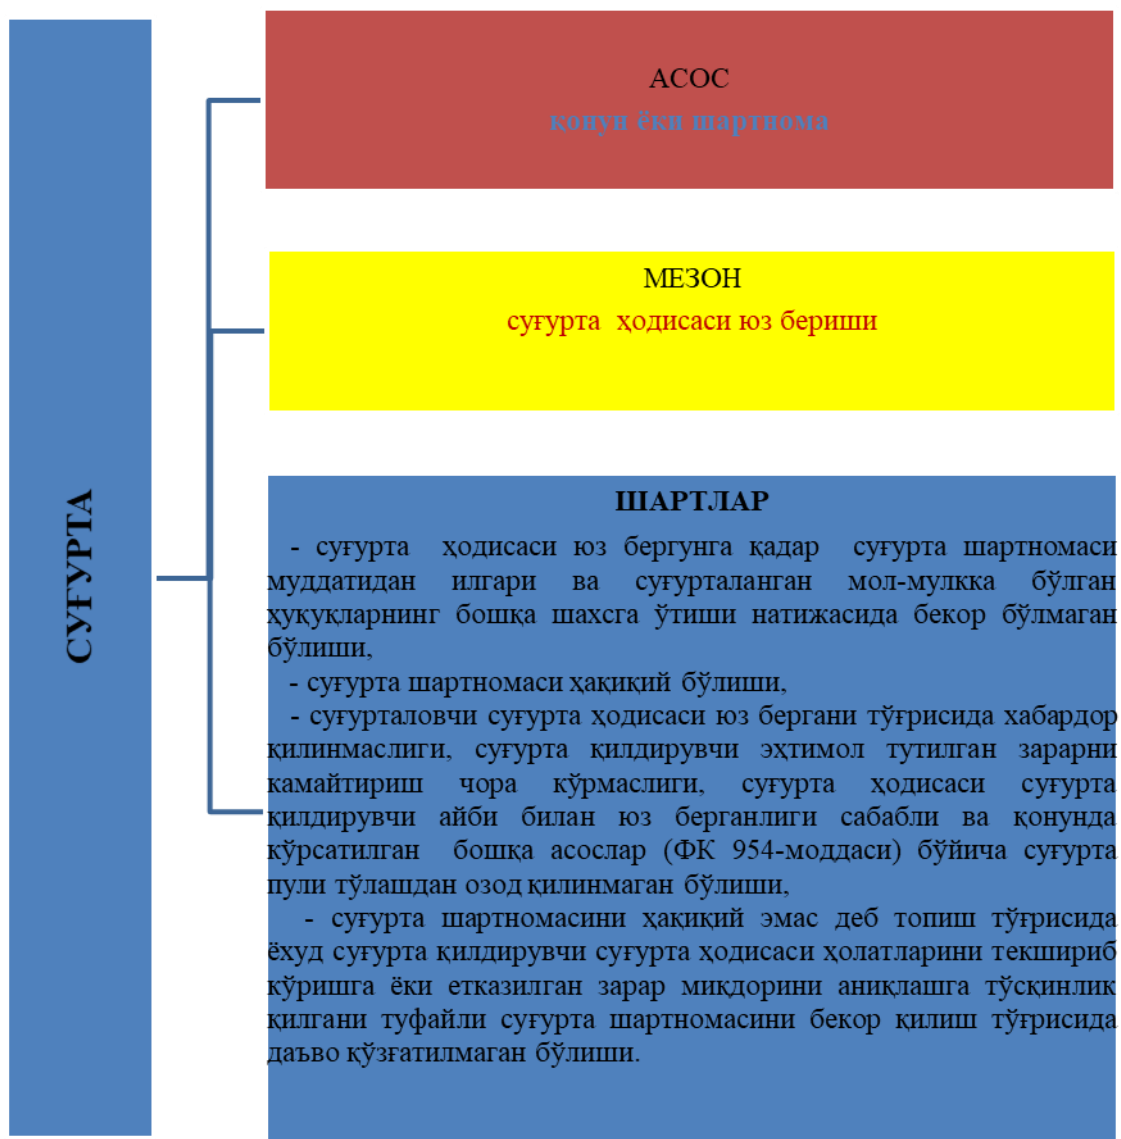 СУҒУРТА
АСОС
қонун ёки шартнома
МЕЗОН
суғурта ҳодисаси юз бериши
ШАРТЛАР
- суғурта ҳодисаси юз бергунга қадар суғурта шартномаси
муддатидан илгари ва суғурталанган мол-мулкка бўлган
ҳуқуқларнинг бошқа шахсга ўтиши натижасида бекор бўлмаган
бўлиши,
- суғурта шартномаси ҳақиқий бўлиши,
- суғурталовчи суғурта ҳодисаси юз бергани тўғрисида хабардор
қилинмаслиги, суғурта қилдирувчи эҳтимол тутилган зарарни
камайтириш чора кўрмаслиги, суғурта ҳодисаси суғурта
қилдирувчи айби билан юз берганлиги сабабли ва қонунда
кўрсатилган бошқа асослар (ФК 954-моддаси) бўйича суғурта
пули тўлашдан озод қилинмаган бўлиши,
- суғурта шартномасини ҳақиқий эмас деб топиш тўғрисида
ёхуд суғурта қилдирувчи суғурта ҳодисаси ҳолатларини текшириб
кўришга ёки етказилган зарар миқдорини аниқлашга тўсқинлик
қилгани туфайли суғурта шартномасини бекор қилиш тўғрисида
даъво қўзғатилмаган бўлиши.